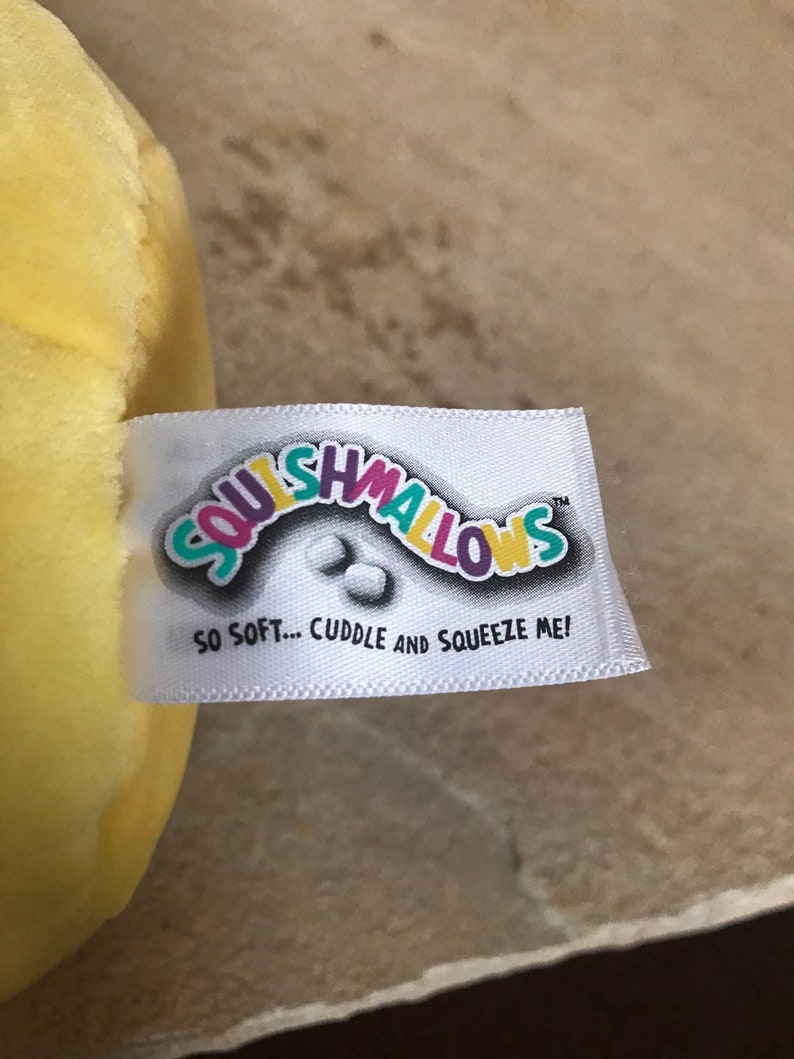 SQUISHMALLOWS™
SO SOFT... CUDDLE AND SQUEEZE ME!